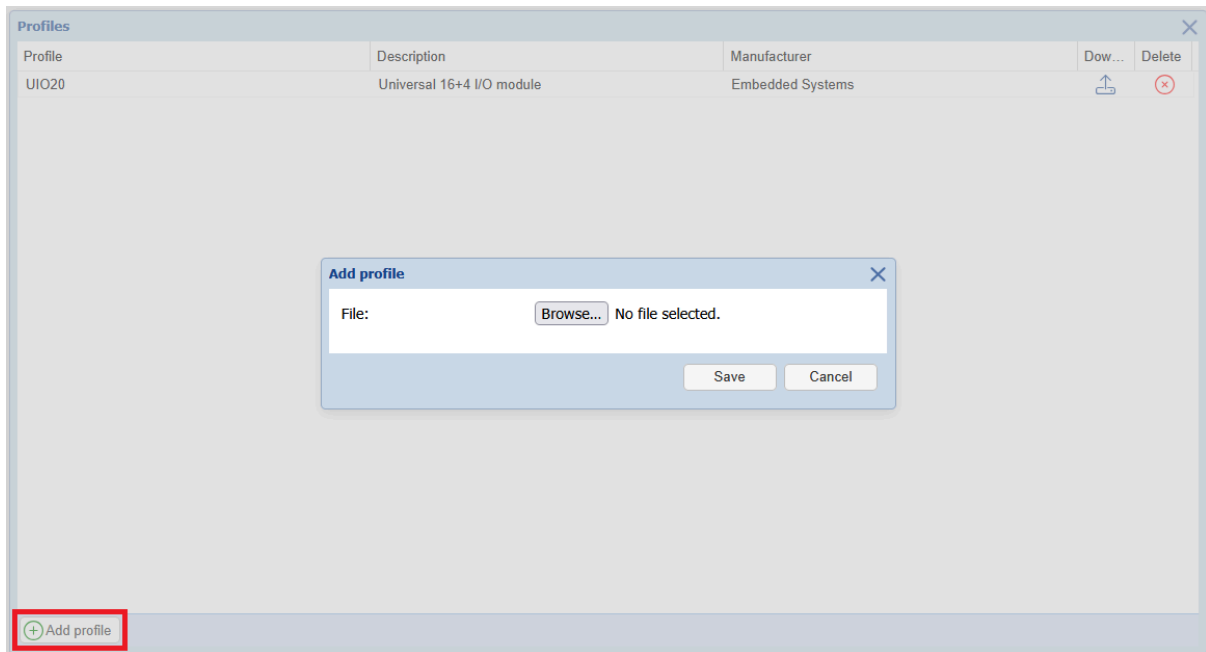 Profiles
Profile Description Manufacturer Dow... Delete
UIO20 Universal 16+4 I/O module Embedded Systems
Add profile
File: Browse... No file selected.
Save Cancel
Add profile